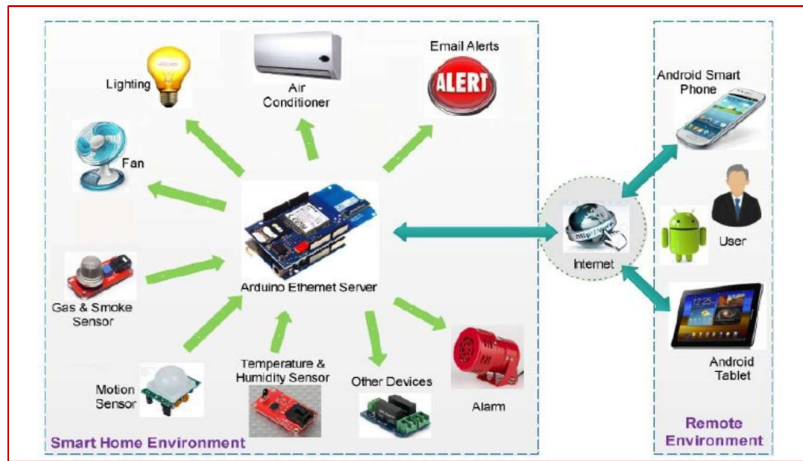 Email Alerts
ALERT
Lighting
Air
Conditioner
Fan
Arduino Ethernet Server
Gas & Smoke
Sensor
Motion
Sensor
Temperature &
Humidity Sensor
Other Devices
Alarm
Smart Home Environment
Internet
Android Smart
Phone
User
Android
Tablet
Remote
Environment